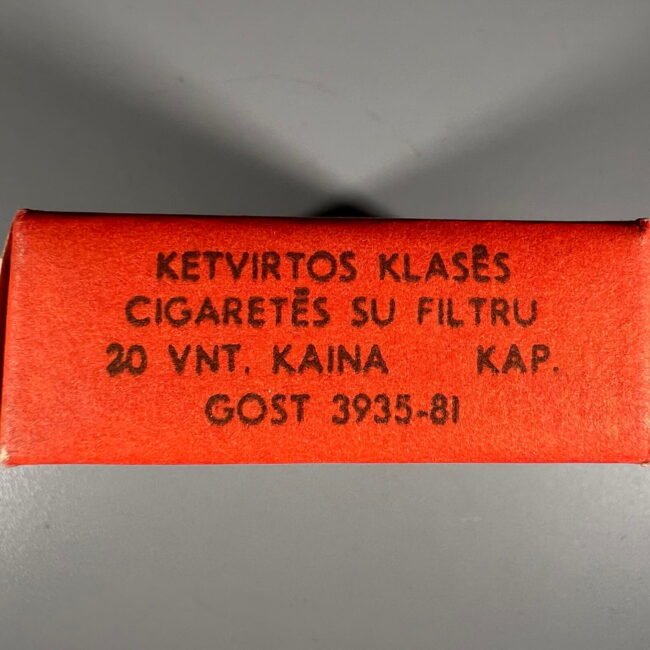 KETVIRTOS KLASĖS
CIGARETĖS SU FILTRU
20 VNT. KAINA KAP.
GOST 3935-81